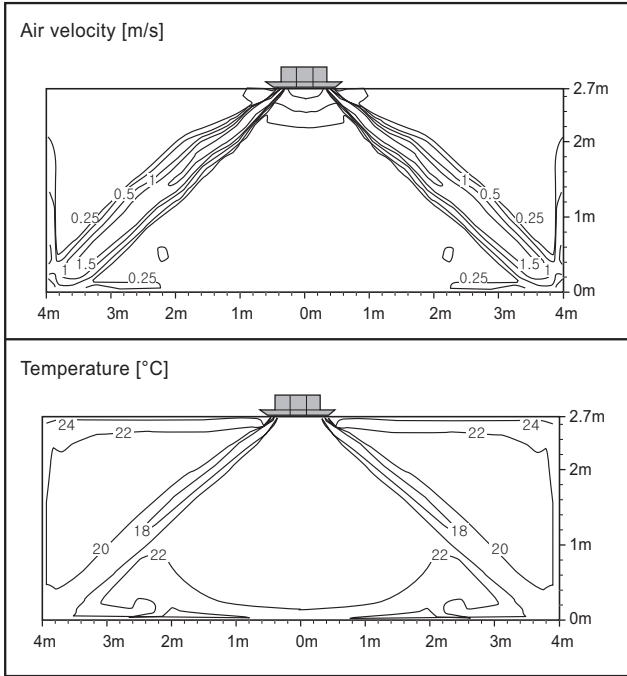 Air velocity [m/s]
2.7m
2m
1 0.5 0.25
1m
0.5 1 0.25
1.5 1
1 1.5
0.25 0.25
0m
4m 3m 2m 1m 0m 1m 2m 3m 4m
Temperature [°C]
2.7m
24 22 22 24
2m
18 18
20 20
1m
22 22
0m
4m 3m 2m 1m 0m 1m 2m 3m 4m